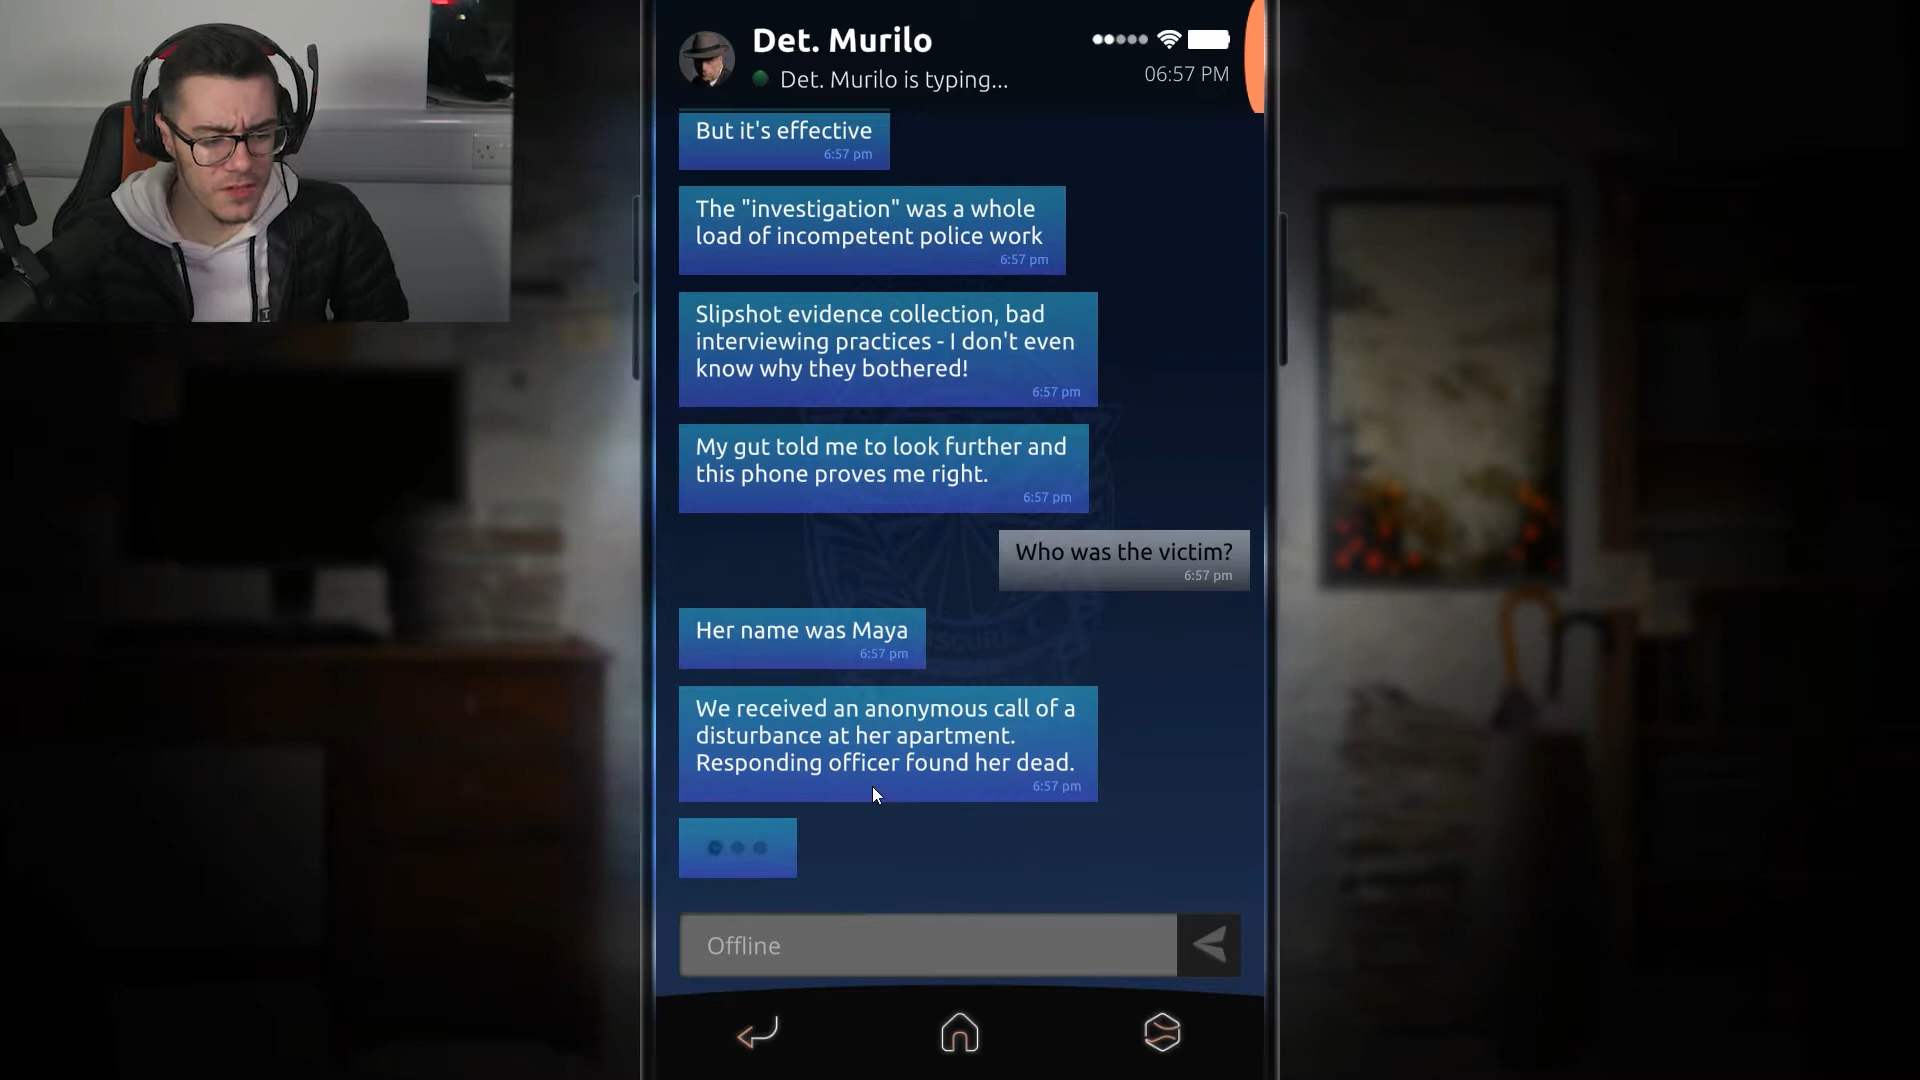 Det. Murilo
Det. Murilo is typing...
06:57 PM
But it's effective
6:57 pm
The "investigation" was a whole
load of incompetent police work
6:57 pm
Slipshot evidence collection, bad
interviewing practices - I don't even
know why they bothered!
6:57 pm
My gut told me to look further and
this phone proves me right.
6:57 pm
Who was the victim?
6:57 pm
Her name was Maya
6:57 pm
We received an anonymous call of a
disturbance at her apartment.
Responding officer found her dead.
6:57 pm
Offline